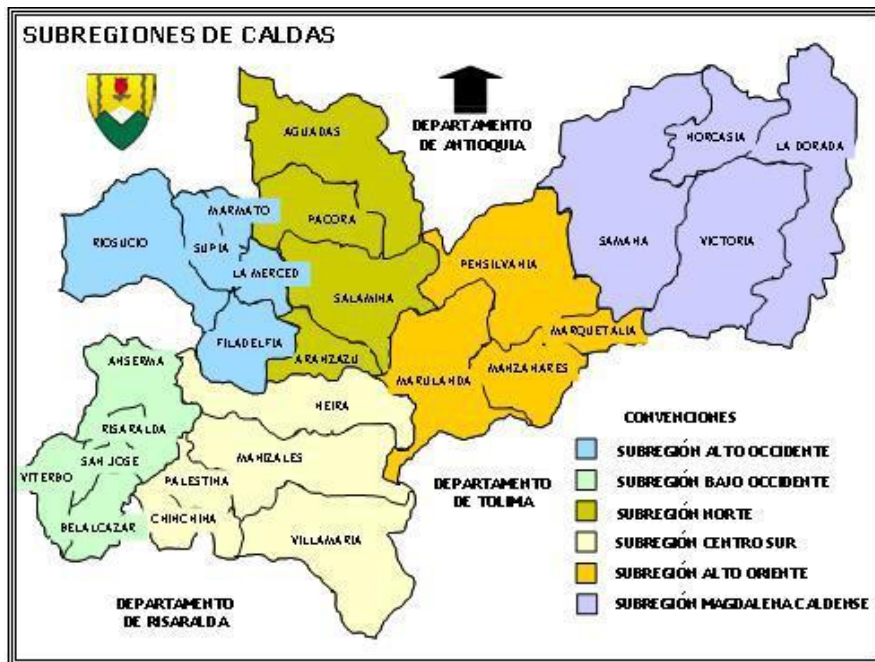 SUBREGIONES DE CALDAS
DEPARTAMENTO
DE ANTIOQUIA
AGUADAS
NORCASIA
LA DORADA
MARMATO
PACORA
RIOSUCIO
SUPIA
SAMANA
VICTORIA
LA MERCED
PENSILVANIA
SALAMINA
FILADELFIA
MARQUETALIA
ANSERMA
ARANZAZU
MARULANDA
MANZANARES
NEIRA
RISARALDA
MANIZALES
SAN JOSE
VITERBO
PALESTINA
BELALCAZAR
CHINCHINA
VILLAMARIA
DEPARTAMENTO
DE TOLIMA
DEPARTAMENTO
DE RISARALDA
CONVENCIONES
SUBREGIÓN ALTO OCCIDENTE
SUBREGIÓN BAJO OCCIDENTE
SUBREGIÓN NORTE
SUBREGIÓN CENTRO SUR
SUBREGIÓN ALTO ORIENTE
SUBREGIÓN MAGDALENA CALDENSE